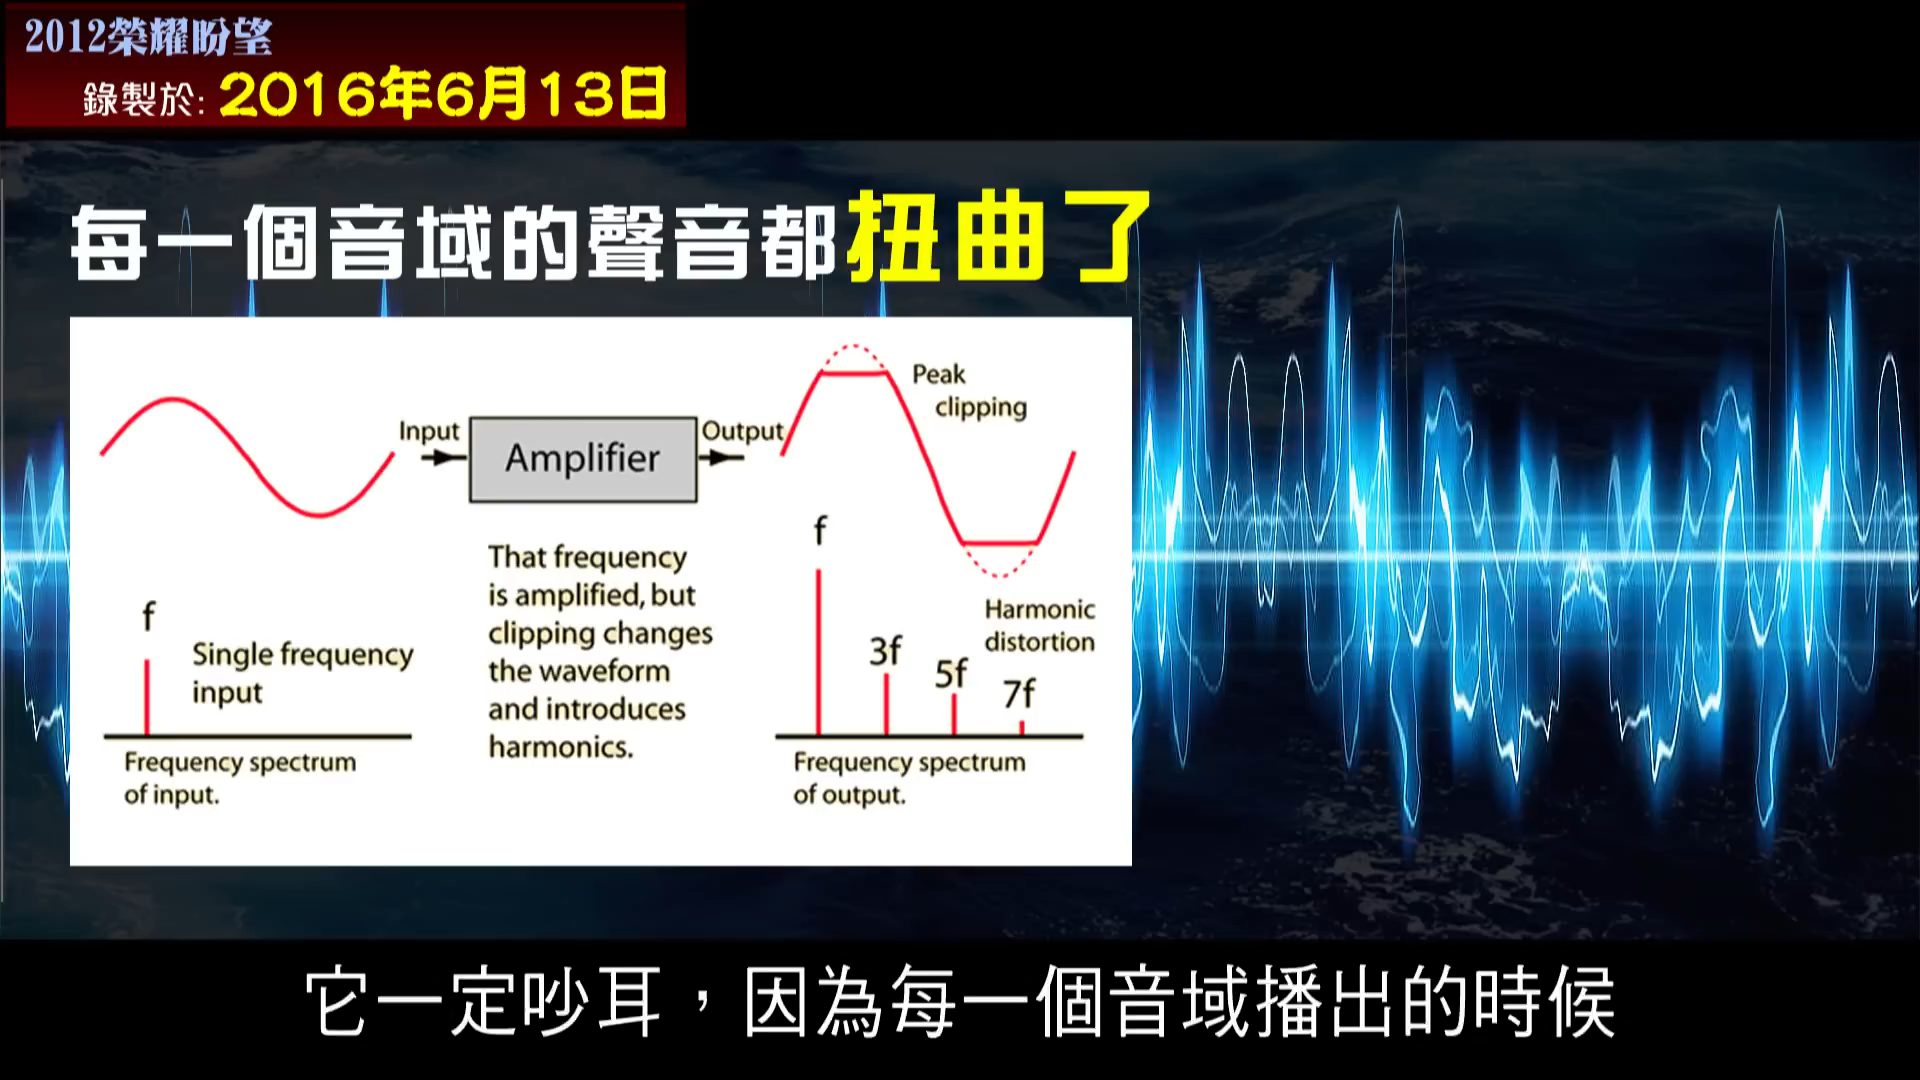 2012榮耀盼望
錄製於: 2016年6月13日
每一個音域的聲音都扭曲了
Input
Amplifier
Output
Peak
clipping
f
Single frequency
input
Frequency spectrum
of input.
That frequency
is amplified, but
clipping changes
the waveform
and introduces
harmonics.
f
3f
5f
7f
Harmonic
distortion
Frequency spectrum
of output.
它一定吵耳，因為每一個音域播出的時候